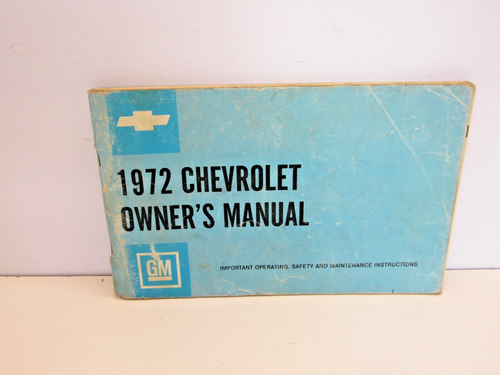 1972 CHEVROLET
OWNER'S MANUAL
GM
IMPORTANT OPERATING, SAFETY AND MAINTENANCE INSTRUCTIONS